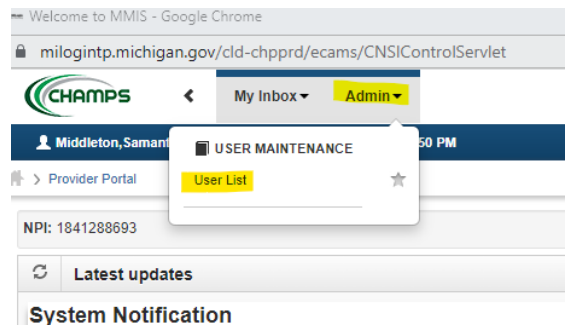 Welcome to MMIS - Google Chrome
milogintp.michigan.gov/cld-chpprd/ecams/CNSIControlServlet
CHAMPS
My Inbox
Admin
Middleton,Samant
50 PM
USER MAINTENANCE
Provider Portal
User List
NPI: 1841288693
Latest updates
System Notification